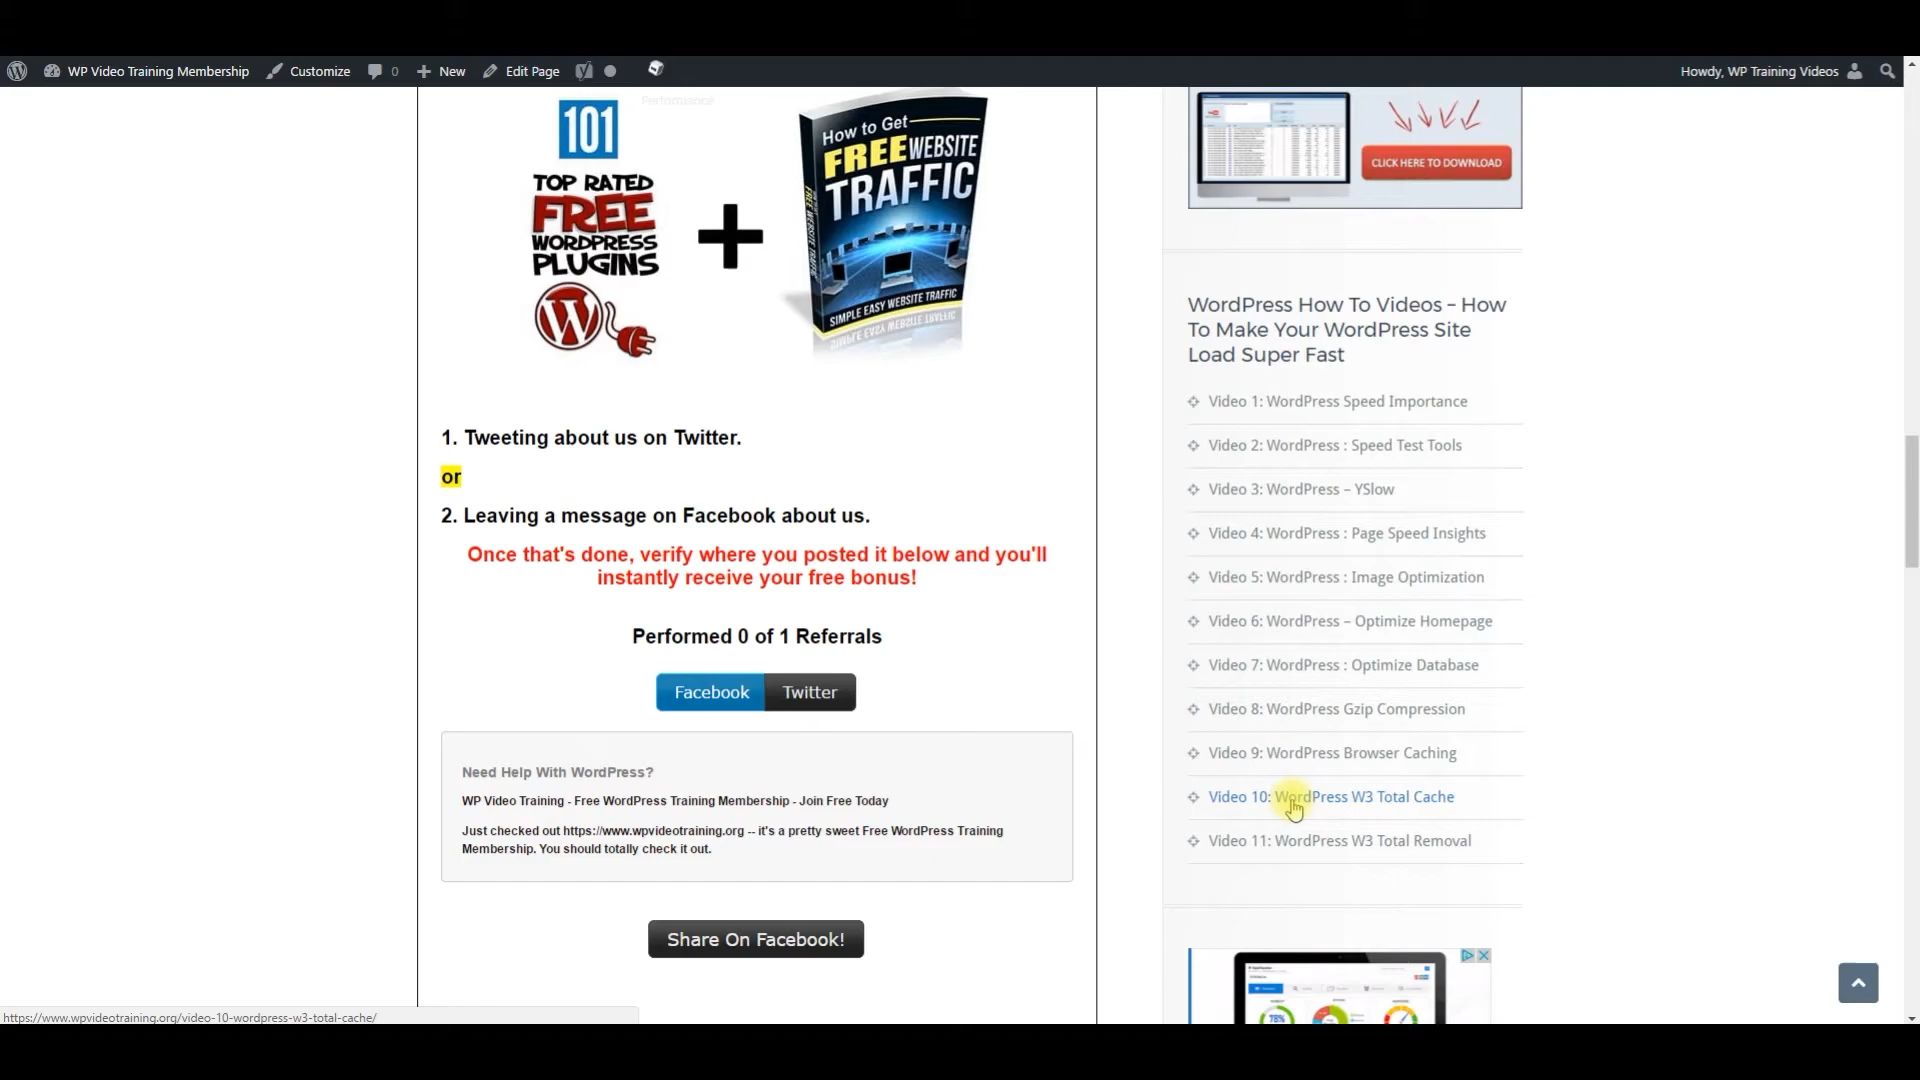 WP Video Training Membership Customize 0 New Edit Page Howdy, WP Training Videos
Performance
101
TOP RATED
FREE
WORDPRESS
PLUGINS
How to Get
FREE WEBSITE
TRAFFIC
SIMPLE EASY WEBSITE TRAFFIC
1. Tweeting about us on Twitter.
or
2. Leaving a message on Facebook about us.
Once that's done, verify where you posted it below and you'll
instantly receive your free bonus!
Performed 0 of 1 Referrals
Facebook Twitter
Need Help With WordPress?
WP Video Training - Free WordPress Training Membership - Join Free Today
Just checked out https://www.wpvideotraining.org -- it's a pretty sweet Free WordPress Training
Membership. You should totally check it out.
Share On Facebook!
CLICK HERE TO DOWNLOAD
WordPress How To Videos – How
To Make Your WordPress Site
Load Super Fast
Video 1: WordPress Speed Importance
Video 2: WordPress : Speed Test Tools
Video 3: WordPress – YSlow
Video 4: WordPress : Page Speed Insights
Video 5: WordPress : Image Optimization
Video 6: WordPress – Optimize Homepage
Video 7: WordPress : Optimize Database
Video 8: WordPress Gzip Compression
Video 9: WordPress Browser Caching
Video 10: WordPress W3 Total Cache
Video 11: WordPress W3 Total Removal
78%
https://www.wpvideotraining.org/video-10-wordpress-w3-total-cache/